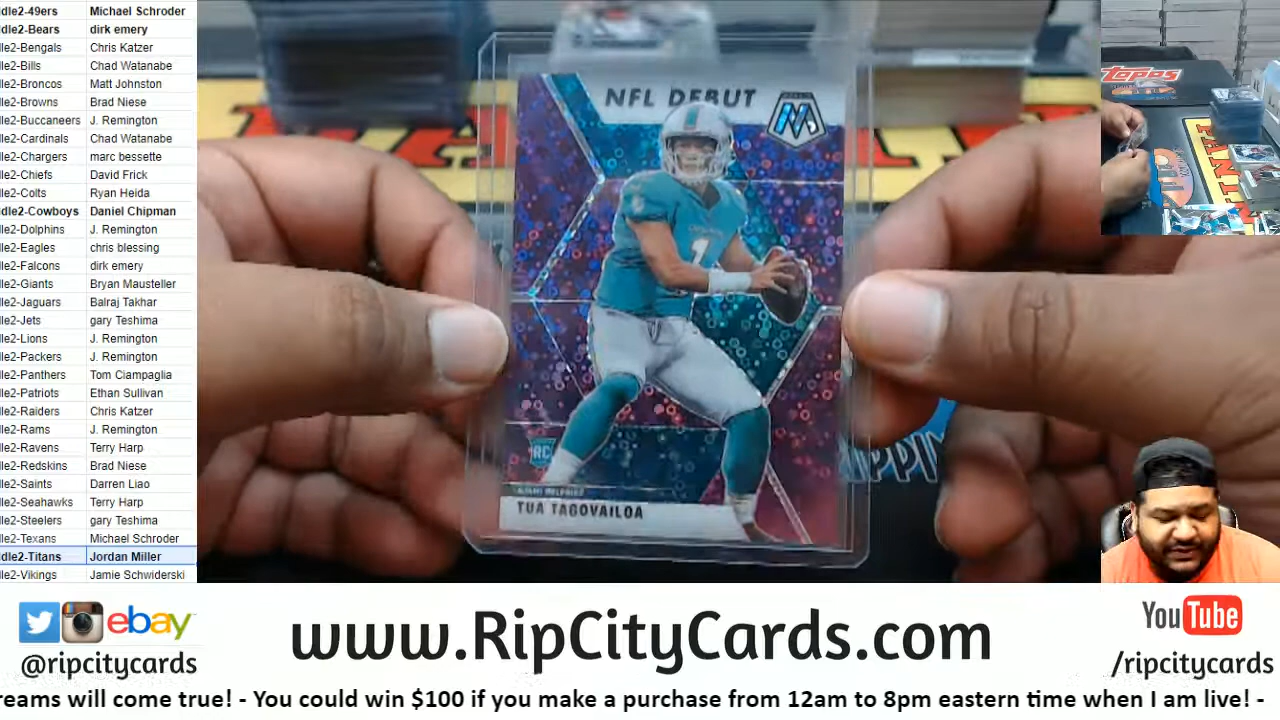 dle2-49ers Michael Schroder
dle2-Bears dirk emery
dle2-Bengals Chris Katzer
dle2-Bills Chad Watanabe
dle2-Broncos Matt Johnston
dle2-Browns Brad Niese
dle2-Buccaneers J. Remington
dle2-Cardinals Chad Watanabe
dle2-Chargers marc bessette
dle2-Chiefs David Frick
dle2-Colts Ryan Heida
dle2-Cowboys Daniel Chipman
dle2-Dolphins J. Remington
dle2-Eagles chris blessing
dle2-Falcons dirk emery
dle2-Giants Bryan Mausteller
dle2-Jaguars Balraj Takhar
dle2-Jets gary Teshima
dle2-Lions J. Remington
dle2-Packers J. Remington
dle2-Panthers Tom Ciampaglia
dle2-Patriots Ethan Sullivan
dle2-Raiders Chris Katzer
dle2-Rams J. Remington
dle2-Ravens Terry Harp
dle2-Redskins Brad Niese
dle2-Saints Darren Liao
dle2-Seahawks Terry Harp
dle2-Steelers gary Teshima
dle2-Texans Michael Schroder
dle2-Titans Jordan Miller
dle2-Vikings Jamie Schwiderski
NFL DEBUT
M
1
RC
TUA TAGOVAILOA
PPIN
Topps
ebay
@ripcitycards
www.RipCityCards.com
YouTube
/ripcitycards
reams will come true! - You could win $100 if you make a purchase from 12am to 8pm eastern time when I am live! -